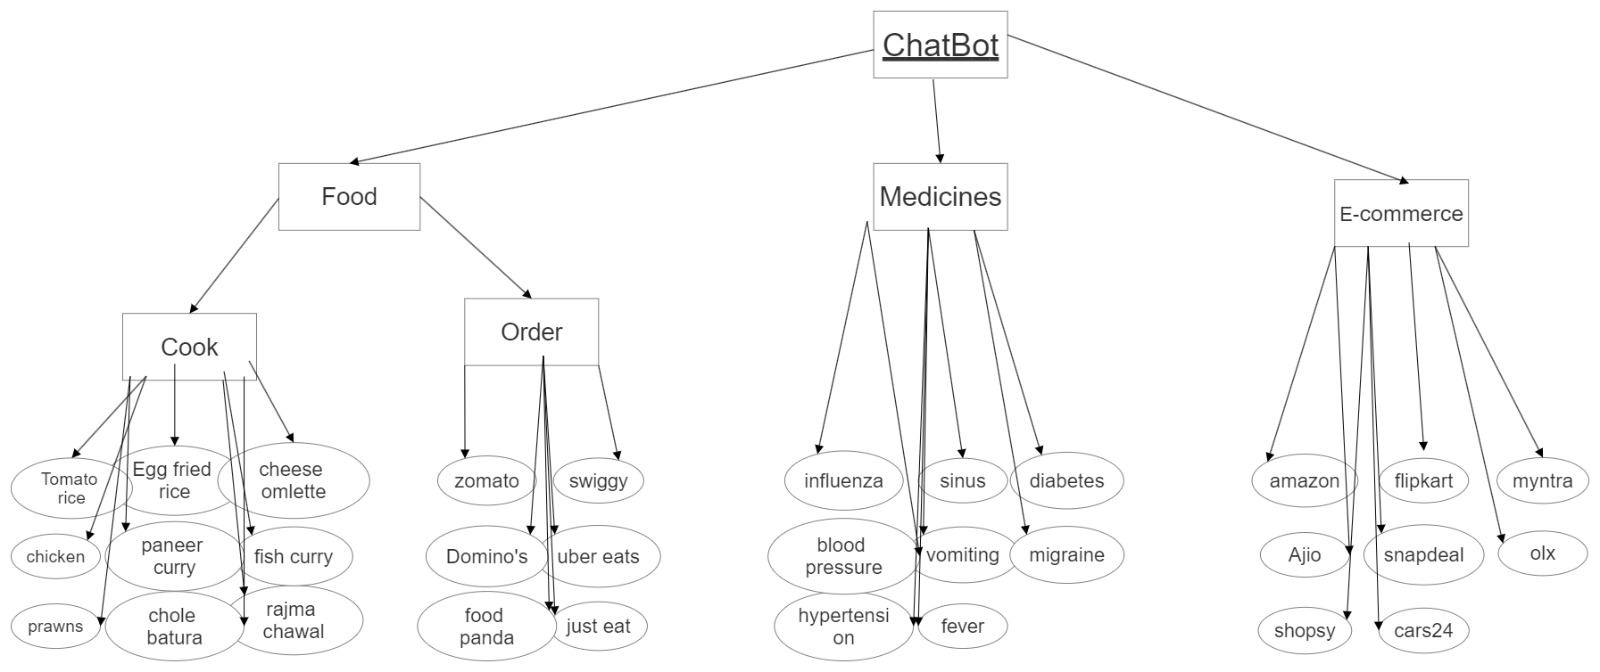 ChatBot
Food
Medicines
E-commerce
Cook
Order
Tomato
rice
Egg fried
rice
cheese
omlette
zomato
swiggy
influenza
sinus
diabetes
amazon
flipkart
myntra
chicken
paneer
curry
fish curry
Domino's
uber eats
blood
pressure
vomiting
migraine
Ajio
snapdeal
olx
prawns
chole
batura
rajma
chawal
food
panda
just eat
hypertensi
on
fever
shopsy
cars24